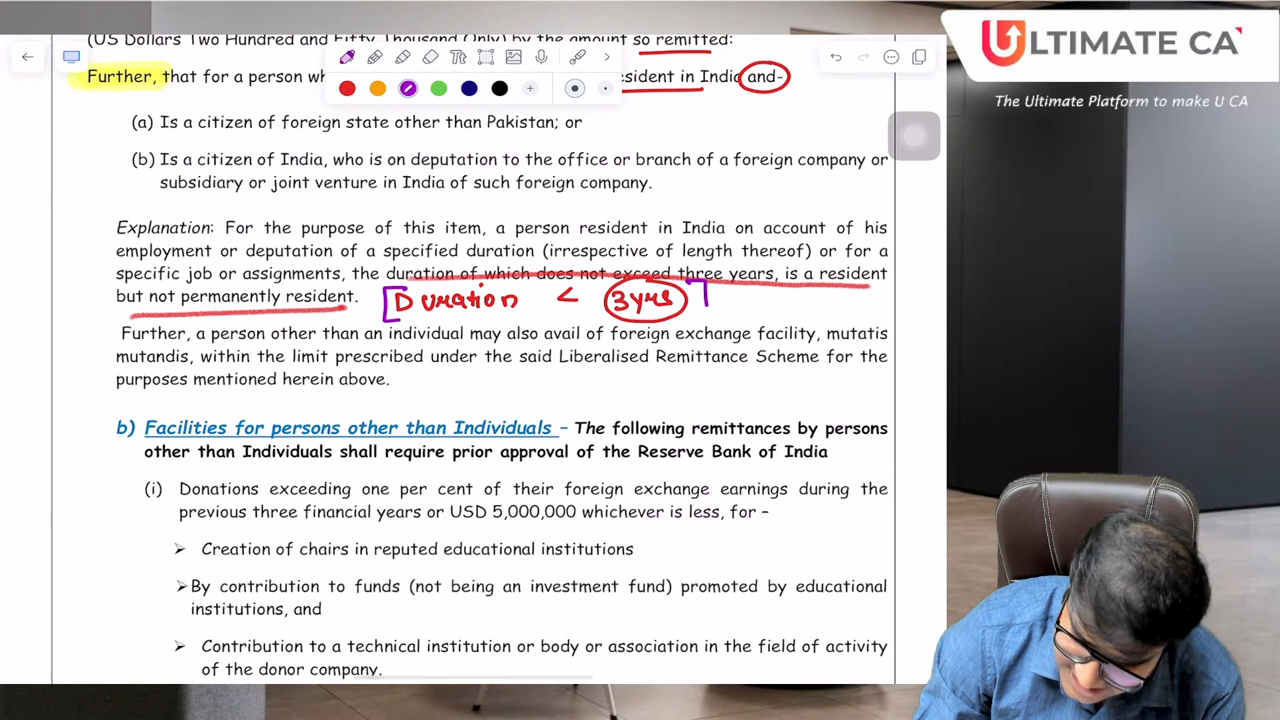 (US Dollars Two Hundred and Fifty Thousand Only) by the amount so remitted:
Further, that for a person wh
esident in India and-
(a) Is a citizen of foreign state other than Pakistan; or
(b) Is a citizen of India, who is on deputation to the office or branch of a foreign company or
subsidiary or joint venture in India of such foreign company.
Explanation: For the purpose of this item, a person resident in India on account of his
employment or deputation of a specified duration (irrespective of length thereof) or for a
specific job or assignments, the duration of which does not exceed three years, is a resident
but not permanently resident.
[Duration < 3yrs]
Further, a person other than an individual may also avail of foreign exchange facility, mutatis
mutandis, within the limit prescribed under the said Liberalised Remittance Scheme for the
purposes mentioned herein above.
b) Facilities for persons other than Individuals - The following remittances by persons
other than Individuals shall require prior approval of the Reserve Bank of India
(i) Donations exceeding one per cent of their foreign exchange earnings during the
previous three financial years or USD 5,000,000 whichever is less, for –
➢ Creation of chairs in reputed educational institutions
➢ By contribution to funds (not being an investment fund) promoted by educational
institutions, and
➢ Contribution to a technical institution or body or association in the field of activity
of the donor company.
ULTIMATE CA
The Ultimate Platform to make U CA